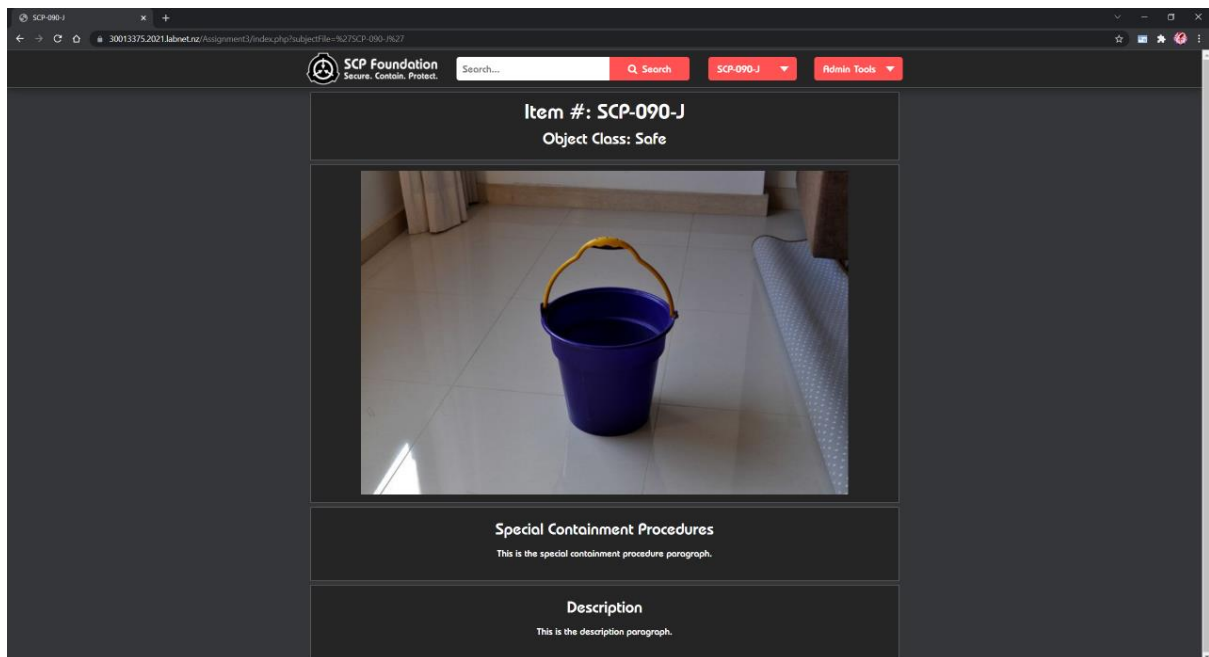 SCP-090-J
30013375.2021.labnet.nz/Assignment3/index.php?subjectFile=%27SCP-090-J%27
SCP Foundation
Secure. Contain. Protect.
Search...
Search
SCP-090-J
Admin Tools
Item #: SCP-090-J
Object Class: Safe
Special Containment Procedures
This is the special containment procedure paragraph.
Description
This is the description paragraph.